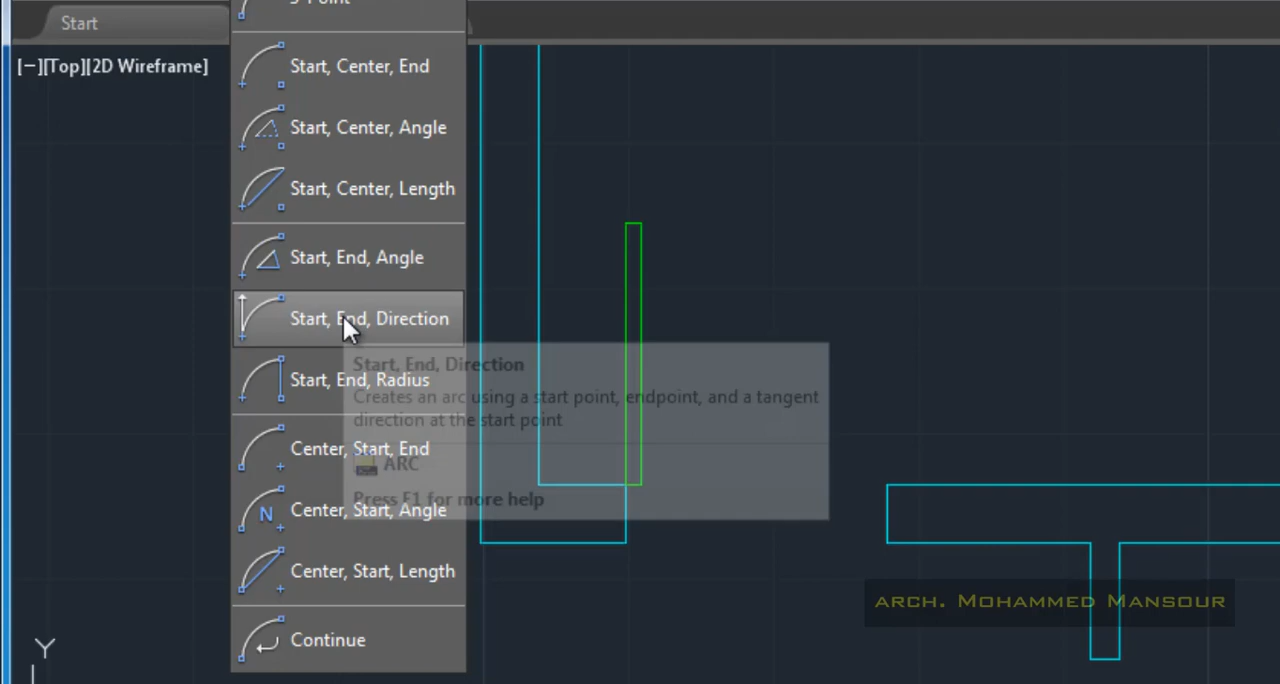 3-Point
Start
[−][Top][2D Wireframe]
Start, Center, End
Start, Center, Angle
Start, Center, Length
Start, End, Angle
Start, End, Direction
Start, End, Direction
Creates an arc using a start point, endpoint, and a tangent
direction at the start point
ARC
Press F1 for more help
Start, End, Radius
Center, Start, End
Center, Start, Angle
N
Center, Start, Length
Continue
ARCH. MOHAMMED MANSOUR
Y